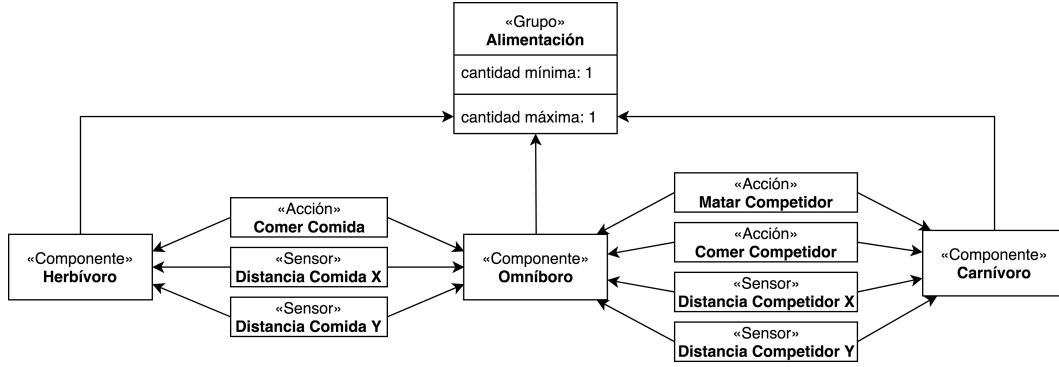 «Grupo»
Alimentación
cantidad mínima: 1
cantidad máxima: 1
«Acción»
Comer Comida
«Componente»
Herbívoro
«Sensor»
Distancia Comida X
«Sensor»
Distancia Comida Y
«Componente»
Omníboro
«Acción»
Matar Competidor
«Acción»
Comer Competidor
«Sensor»
Distancia Competidor X
«Sensor»
Distancia Competidor Y
«Componente»
Carnívoro